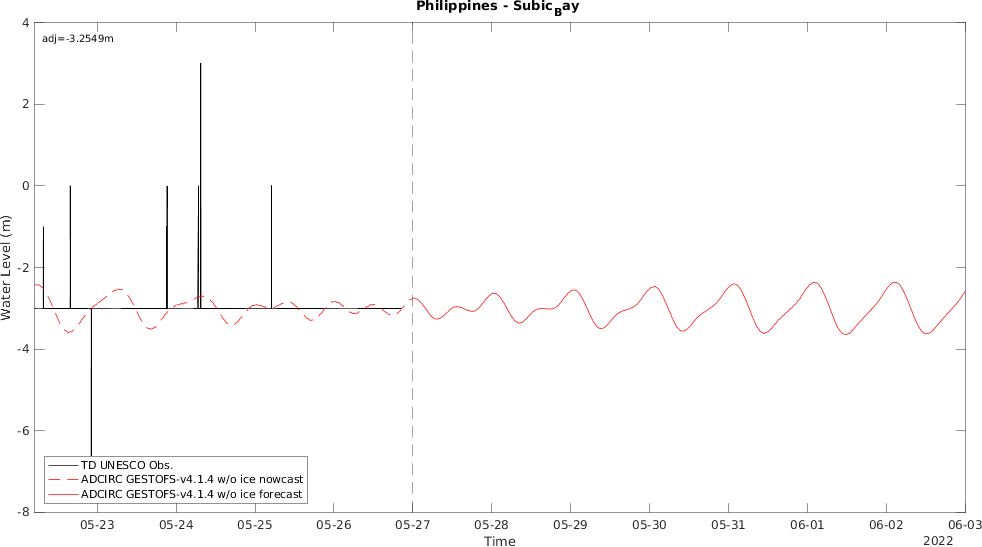 Philippines - Subic_Bay
adj=-3.2549m
Water Level (m)
4
2
0
-2
-4
-6
-8
TD UNESCO Obs.
ADCIRC GESTOFS-v4.1.4 w/o ice nowcast
ADCIRC GESTOFS-v4.1.4 w/o ice forecast
05-23 05-24 05-25 05-26 05-27 05-28 05-29 05-30 05-31 06-01 06-02 06-03
Time
2022